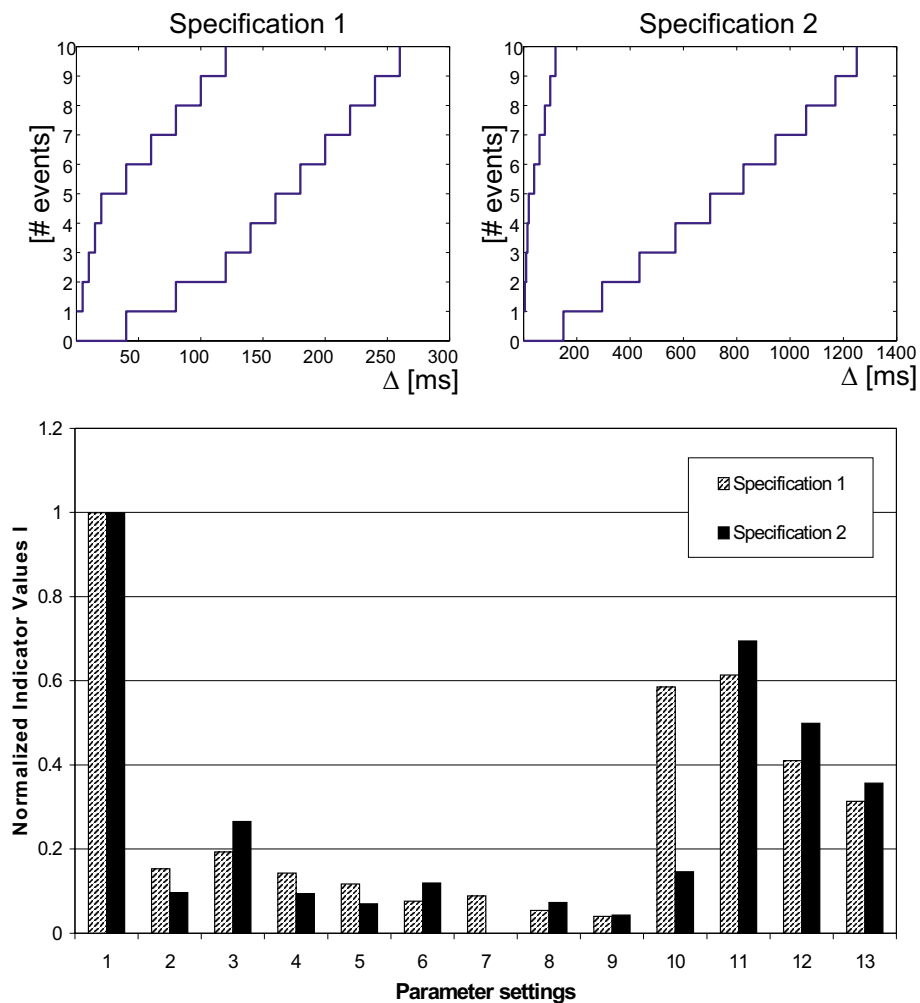 Specification 1
10
9
8
7
6
5
4
3
2
1
0
[# events]
50 100 150 200 250 300
Δ [ms]
Specification 2
10
9
8
7
6
5
4
3
2
1
0
[# events]
200 400 600 800 1000 1200 1400
Δ [ms]
1.2
1
0.8
0.6
0.4
0.2
0
Normalized Indicator Values I
Specification 1
Specification 2
1 2 3 4 5 6 7 8 9 10 11 12 13
Parameter settings